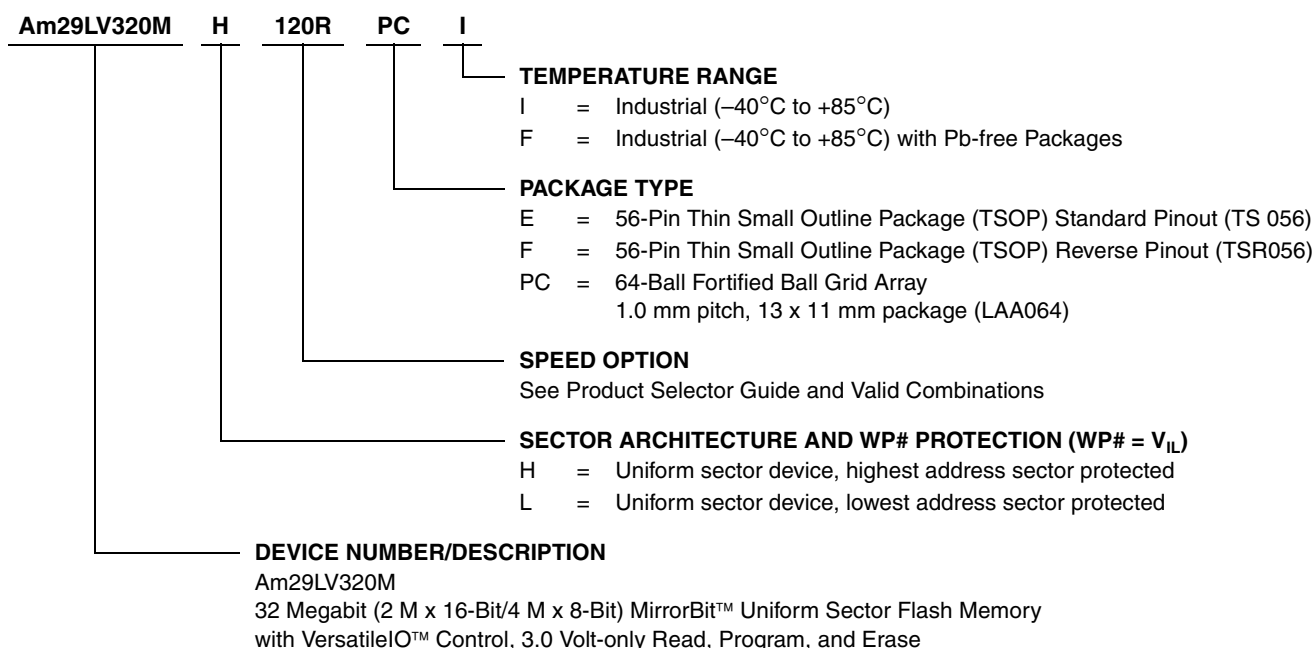 Am29LV320M H 120R PC I
TEMPERATURE RANGE
I = Industrial (–40°C to +85°C)
F = Industrial (–40°C to +85°C) with Pb-free Packages
PACKAGE TYPE
E = 56-Pin Thin Small Outline Package (TSOP) Standard Pinout (TS 056)
F = 56-Pin Thin Small Outline Package (TSOP) Reverse Pinout (TSR056)
PC = 64-Ball Fortified Ball Grid Array
1.0 mm pitch, 13 x 11 mm package (LAA064)
SPEED OPTION
See Product Selector Guide and Valid Combinations
SECTOR ARCHITECTURE AND WP# PROTECTION (WP# = VIL)
H = Uniform sector device, highest address sector protected
L = Uniform sector device, lowest address sector protected
DEVICE NUMBER/DESCRIPTION
Am29LV320M
32 Megabit (2 M x 16-Bit/4 M x 8-Bit) MirrorBit™ Uniform Sector Flash Memory
with VersatileIO™ Control, 3.0 Volt-only Read, Program, and Erase